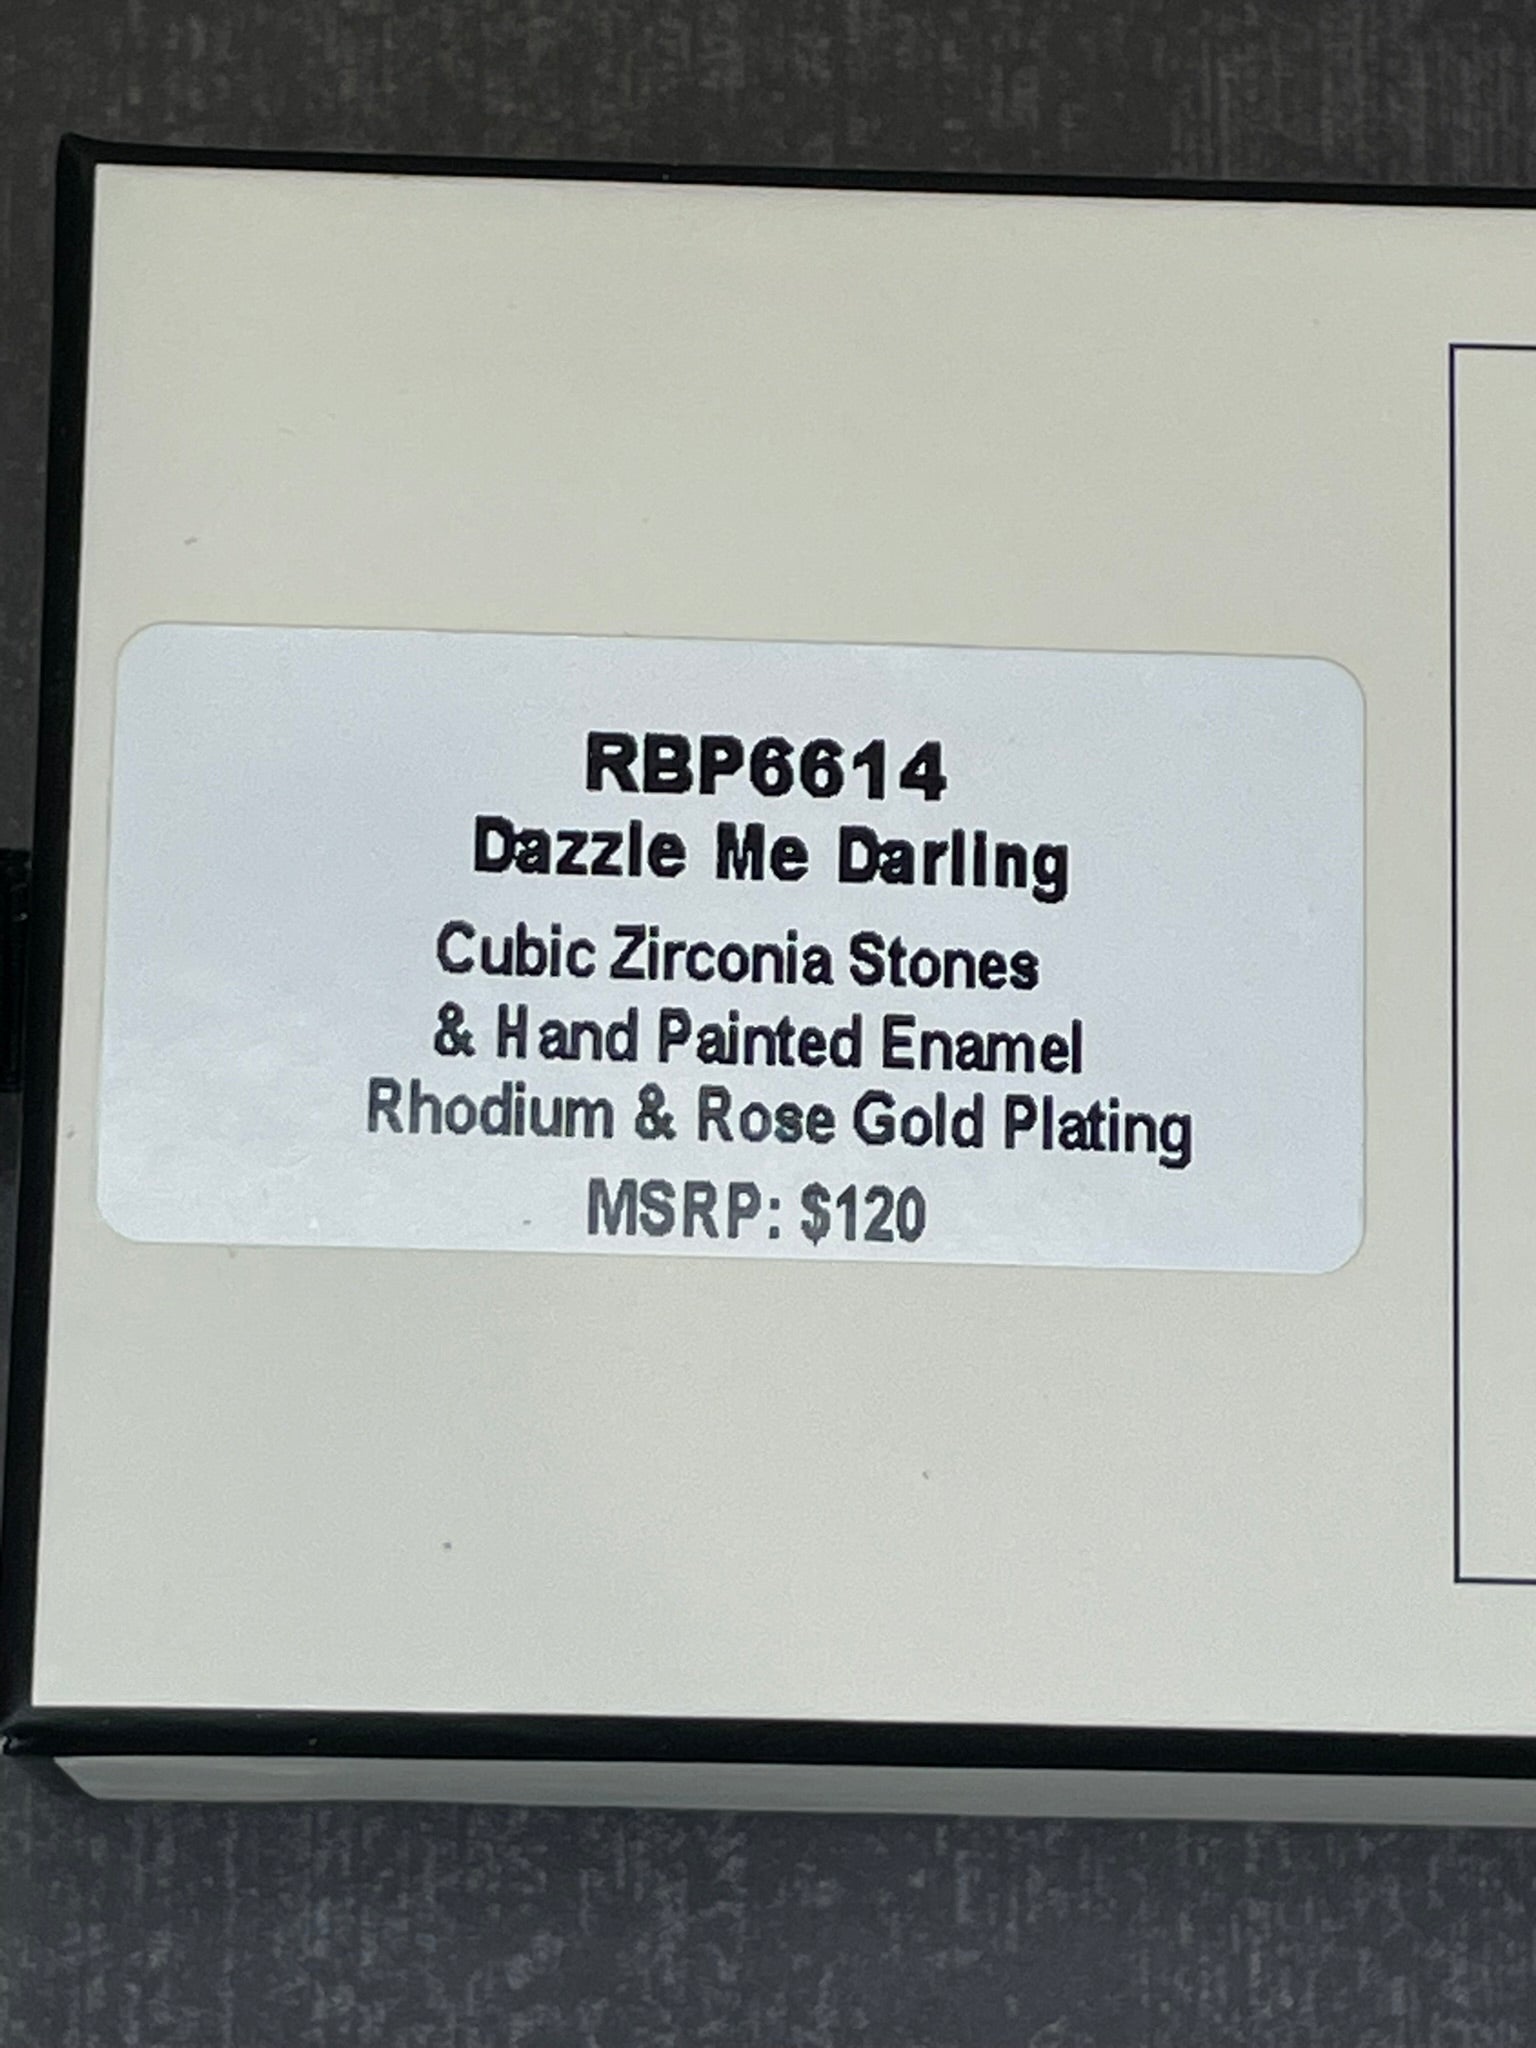 RBP6614
Dazzle Me Darling
Cubic Zirconia Stones
& Hand Painted Enamel
Rhodium & Rose Gold Plating
MSRP: $120